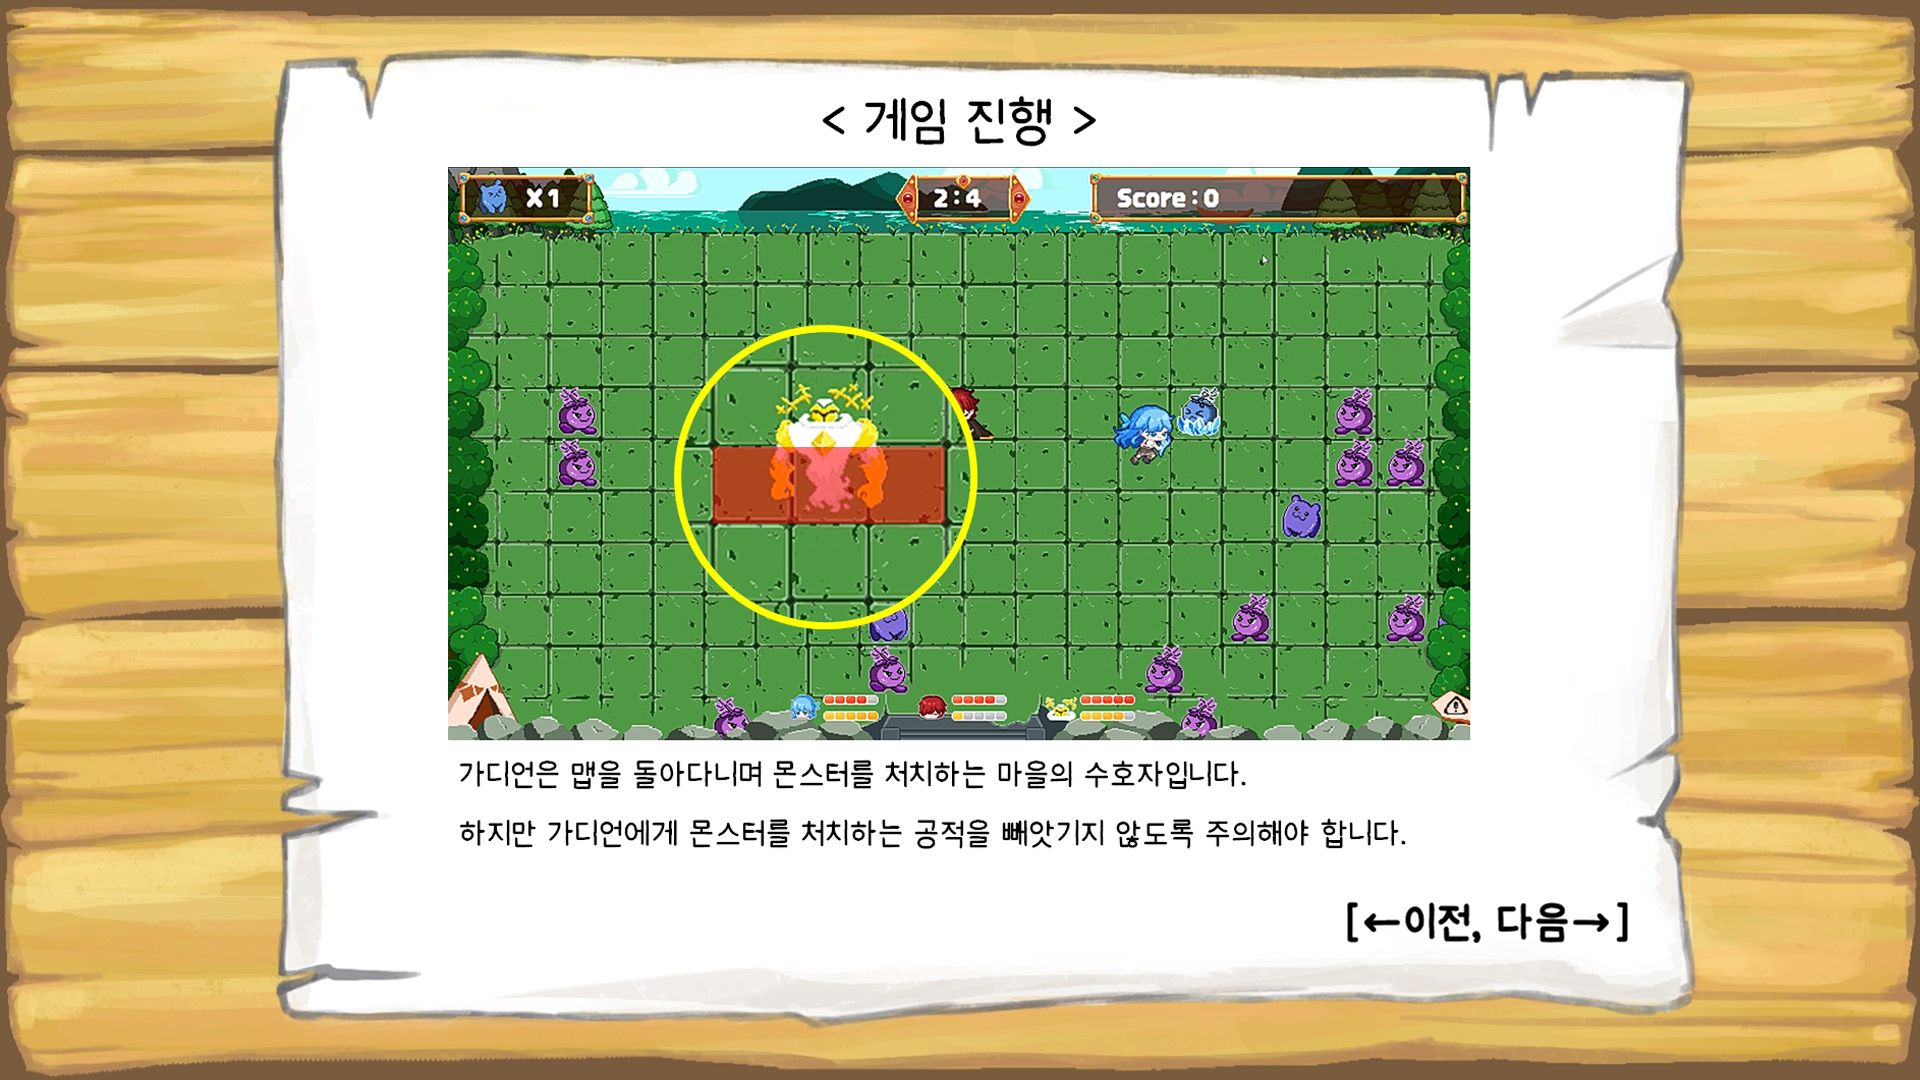 < 게임 진행 >
X1
2:4
Score:0
가디언은 맵을 돌아다니며 몬스터를 처치하는 마을의 수호자입니다.
하지만 가디언에게 몬스터를 처치하는 공적을 빼앗기지 않도록 주의해야 합니다.
[←이전, 다음→]